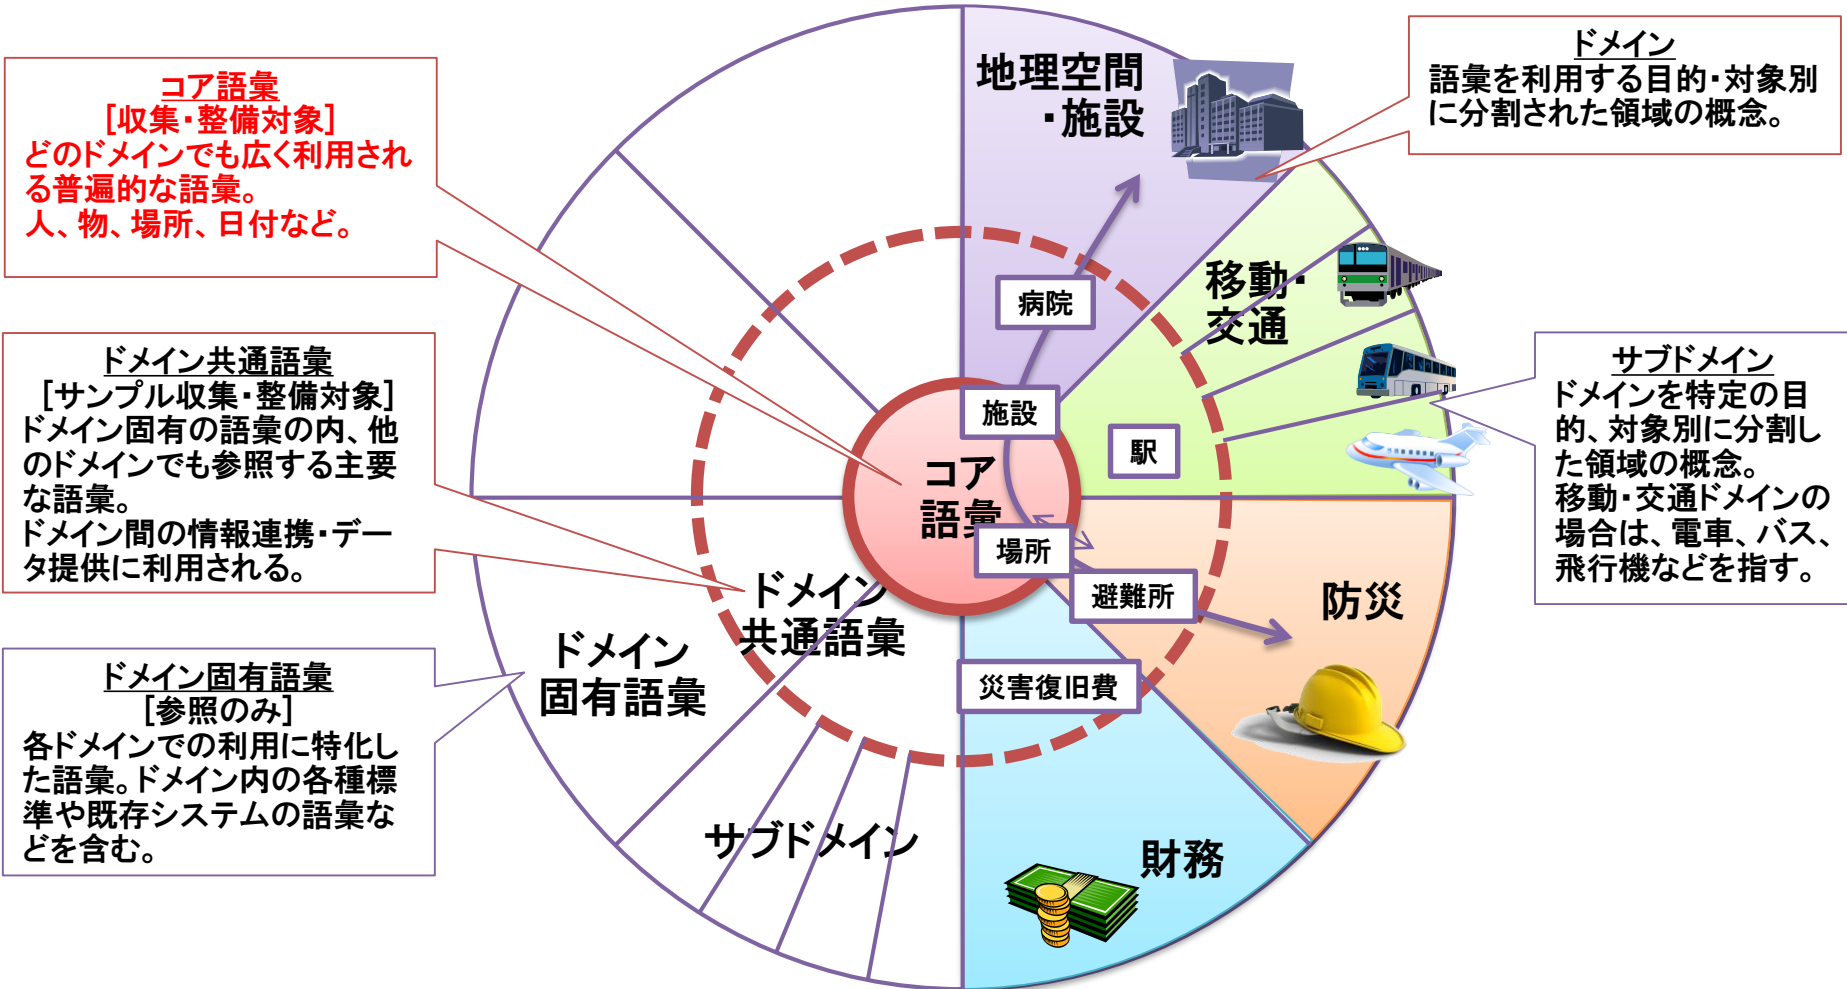 コア語彙
[収集・整備対象]
どのドメインでも広く利用され
る普遍的な語彙。
人、物、場所、日付など。
ドメイン共通語彙
[サンプル収集・整備対象]
ドメイン固有の語彙の内、他
のドメインでも参照する主要
な語彙。
ドメイン間の情報連携・デー
タ提供に利用される。
ドメイン固有語彙
[参照のみ]
各ドメインでの利用に特化し
た語彙。ドメイン内の各種標
準や既存システムの語彙な
どを含む。
地理空間
・施設
病院
移動・
交通
施設
駅
コア
語彙
場所
避難所
防災
ドメイン
共通語彙
ドメイン
固有語彙
災害復旧費
サブドメイン
財務
ドメイン
語彙を利用する目的・対象別
に分割された領域の概念。
サブドメイン
ドメインを特定の目
的、対象別に分割し
た領域の概念。
移動・交通ドメインの
場合は、電車、バス、
飛行機などを指す。